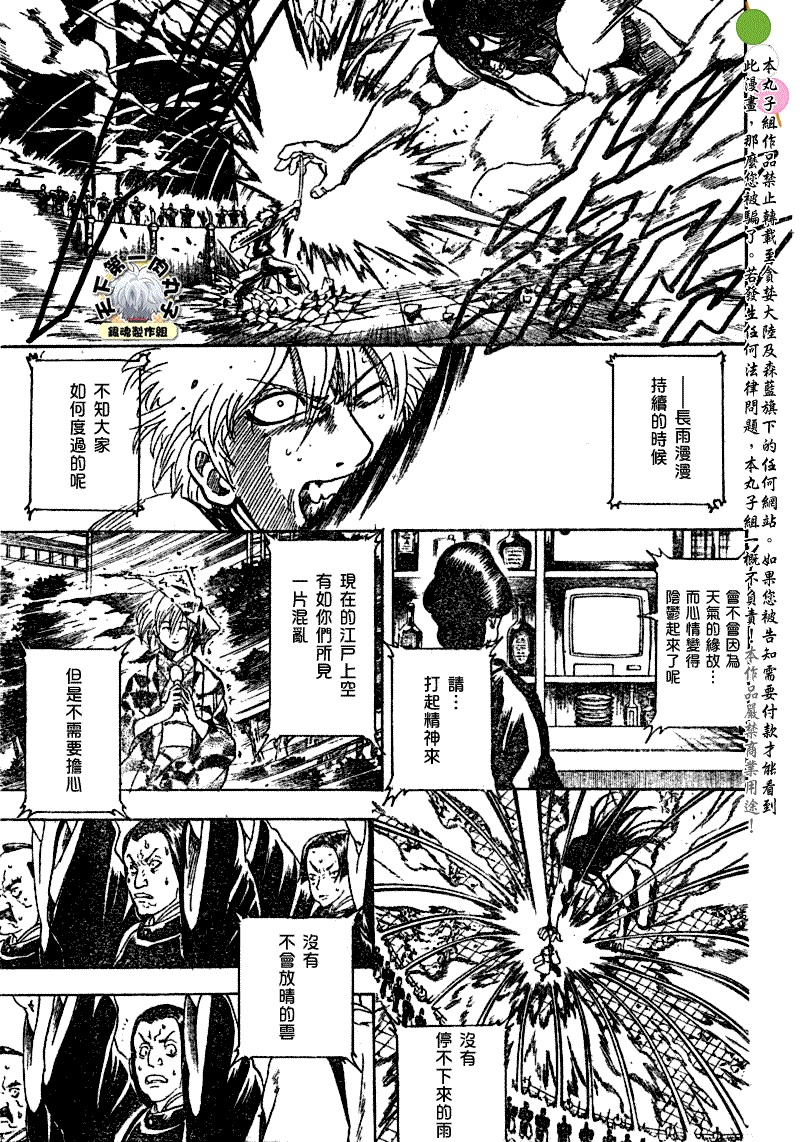 ——長雨漫漫
持續的時候
不知大家
如何度過的呢
會不會因為
天氣的緣故…
而心情變得
陰鬱起來了呢
請…
打起精神來
現在的江戶上空
有如你們所見
一片混亂
但是不需要擔心
沒有
停不下來的雨
沒有
不會放晴的雲
天下第一的
銀魂製作組
本丸子組作品禁止轉載至貪婪大陸及森藍旗下的任何網站。如果您被告知需要付款才能看到
此漫畫，那麼您被騙了。若發生任何法律問題，本丸子組一概不負責！本作品嚴禁商業用途！